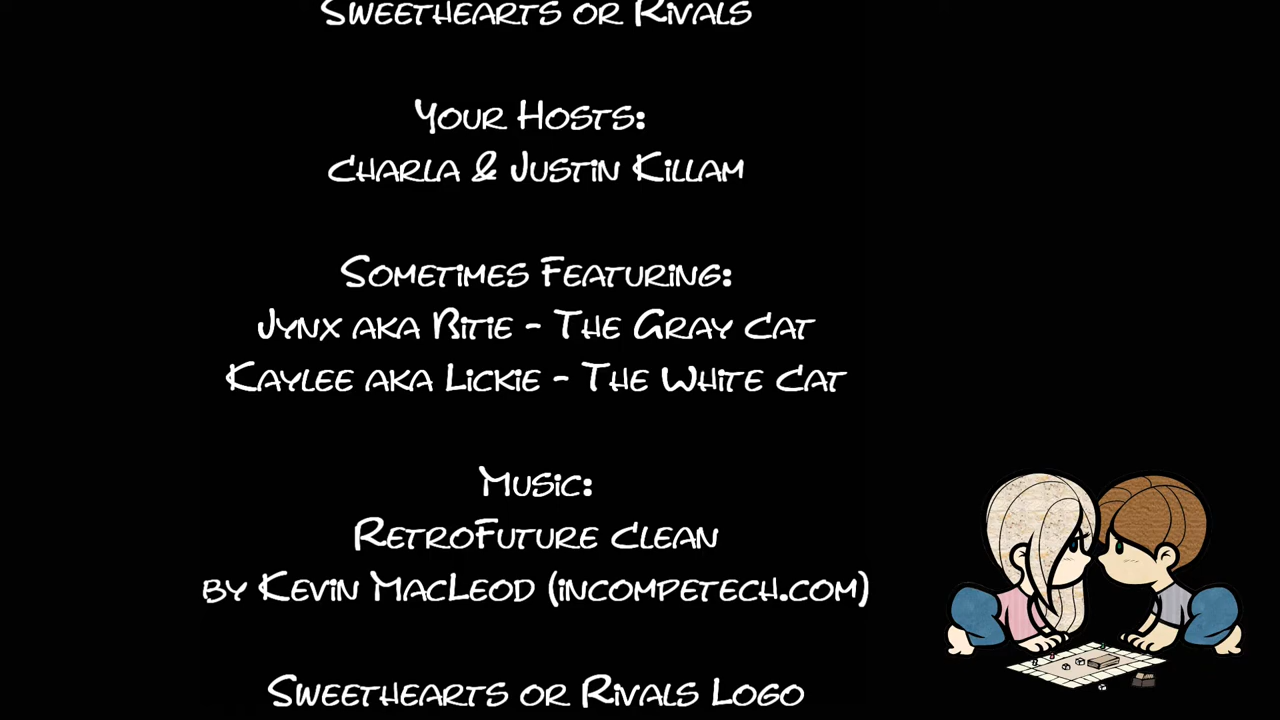 Sweethearts or Rivals
Your Hosts:
Charla & Justin Killam
Sometimes Featuring:
Jynx aka Bitie - The Gray Cat
Kaylee aka Lickie - The White Cat
Music:
RetroFuture Clean
by Kevin MacLeod (incompetech.com)
Sweethearts or Rivals Logo